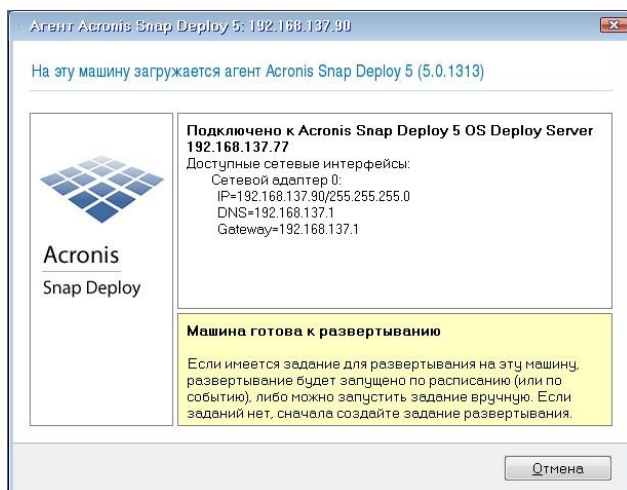 Агент Acronis Snap Deploy 5: 192.168.137.90
На эту машину загружается агент Acronis Snap Deploy 5 (5.0.1313)
Acronis
Snap Deploy
Подключено к Acronis Snap Deploy 5 OS Deploy Server
192.168.137.77
Доступные сетевые интерфейсы:
Сетевой адаптер 0:
IP=192.168.137.90/255.255.255.0
DNS=192.168.137.1
Gateway=192.168.137.1
Машина готова к развертыванию
Если имеется задание для развертывания на эту машину,
развертывание будет запущено по расписанию (или по
событию), либо можно запустить задание вручную. Если
заданий нет, сначала создайте задание развертывания.
Отмена